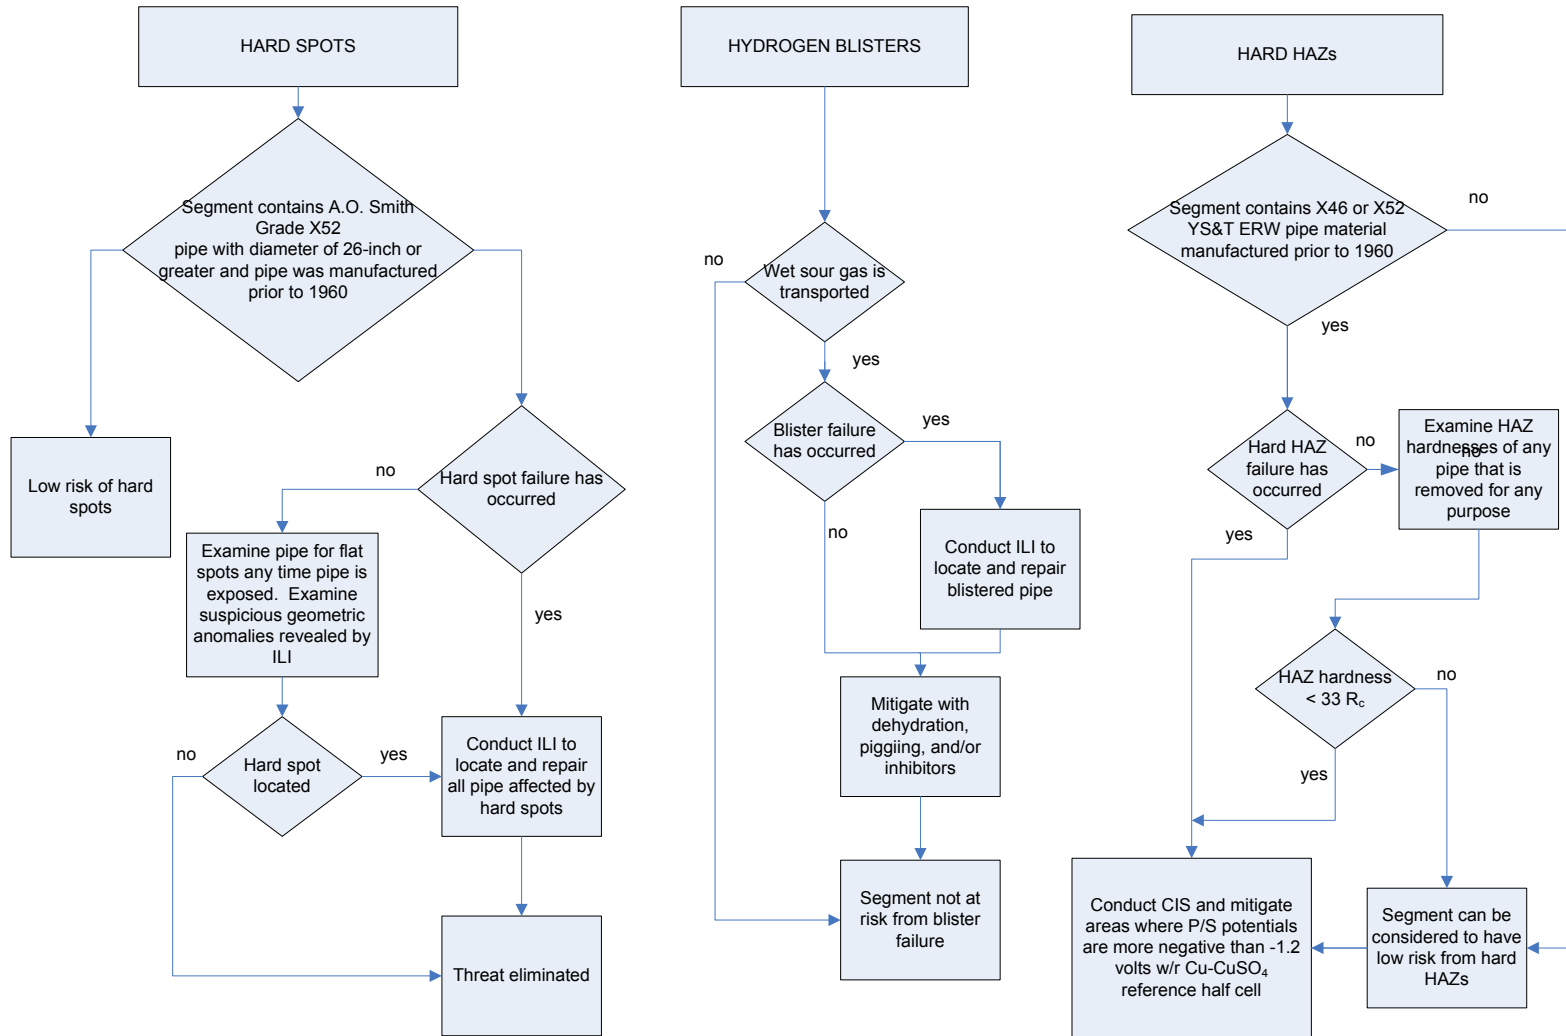 HARD SPOTS
Segment contains A.O. Smith
Grade X52
pipe with diameter of 26-inch or
greater and pipe was manufactured
prior to 1960
Low risk of hard
spots
Hard spot failure has
occurred
no
yes
Examine pipe for flat
spots any time pipe is
exposed.  Examine
suspicious geometric
anomalies revealed by
ILI
Hard spot
located
no
yes
Conduct ILI to
locate and repair
all pipe affected by
hard spots
Threat eliminated
HYDROGEN BLISTERS
Wet sour gas is
transported
no
yes
Blister failure
has occurred
yes
no
Conduct ILI to
locate and repair
blistered pipe
Mitigate with
dehydration,
piggiing, and/or
inhibitors
Segment not at
risk from blister
failure
HARD HAZs
Segment contains X46 or X52
YS&T ERW pipe material
manufactured prior to 1960
no
yes
Hard HAZ
failure has
occurred
no
yes
Examine HAZ
hardnesses of any
no
pipe that is
removed for any
purpose
HAZ hardness
< 33 Rc
no
yes
Conduct CIS and mitigate
areas where P/S potentials
are more negative than -1.2
volts w/r Cu-CuSO4
reference half cell
Segment can be
considered to have
low risk from hard
HAZs